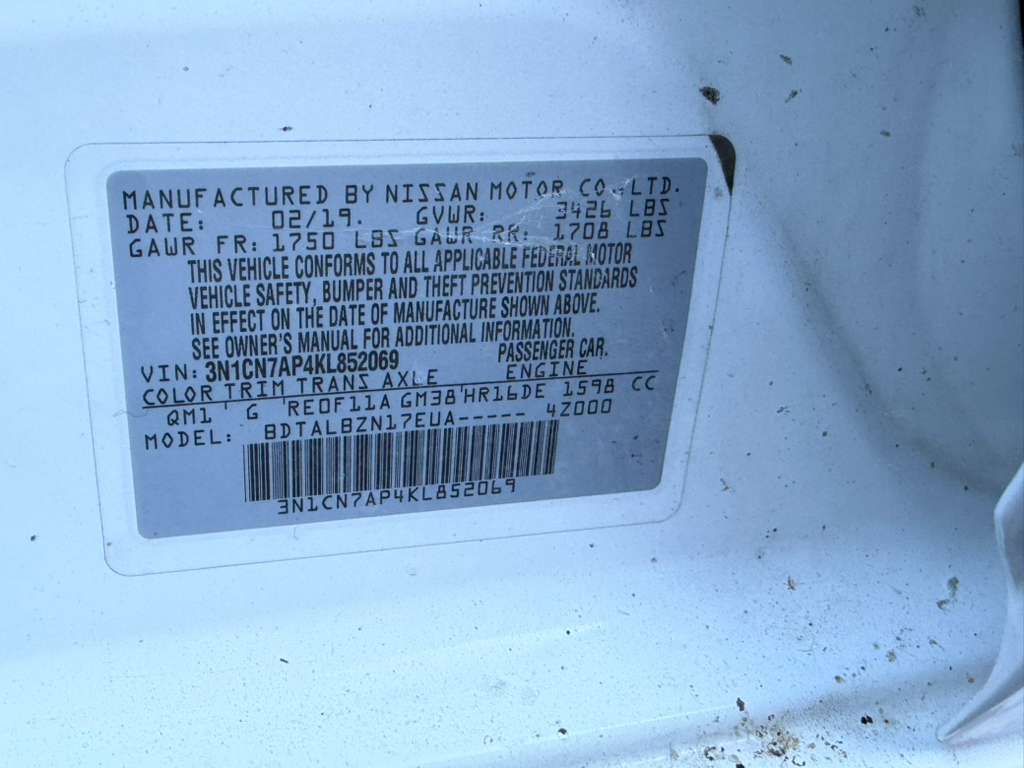 MANUFACTURED BY NISSAN MOTOR CO.,LTD.
DATE: 02/19. GVWR: 3426 LBS
GAWR FR: 1750 LBS GAWR RR: 1708 LBS
THIS VEHICLE CONFORMS TO ALL APPLICABLE FEDERAL MOTOR
VEHICLE SAFETY, BUMPER AND THEFT PREVENTION STANDARDS
IN EFFECT ON THE DATE OF MANUFACTURE SHOWN ABOVE.
SEE OWNER'S MANUAL FOR ADDITIONAL INFORMATION.
VIN: 3N1CN7AP4KL852069 PASSENGER CAR.
COLOR TRIM TRANS AXLE ENGINE
QM1 G RE0F11A GM38 HR16DE 1598 CC
MODEL: BDTALBZN17EUA----- 4Z000
3N1CN7AP4KL852069